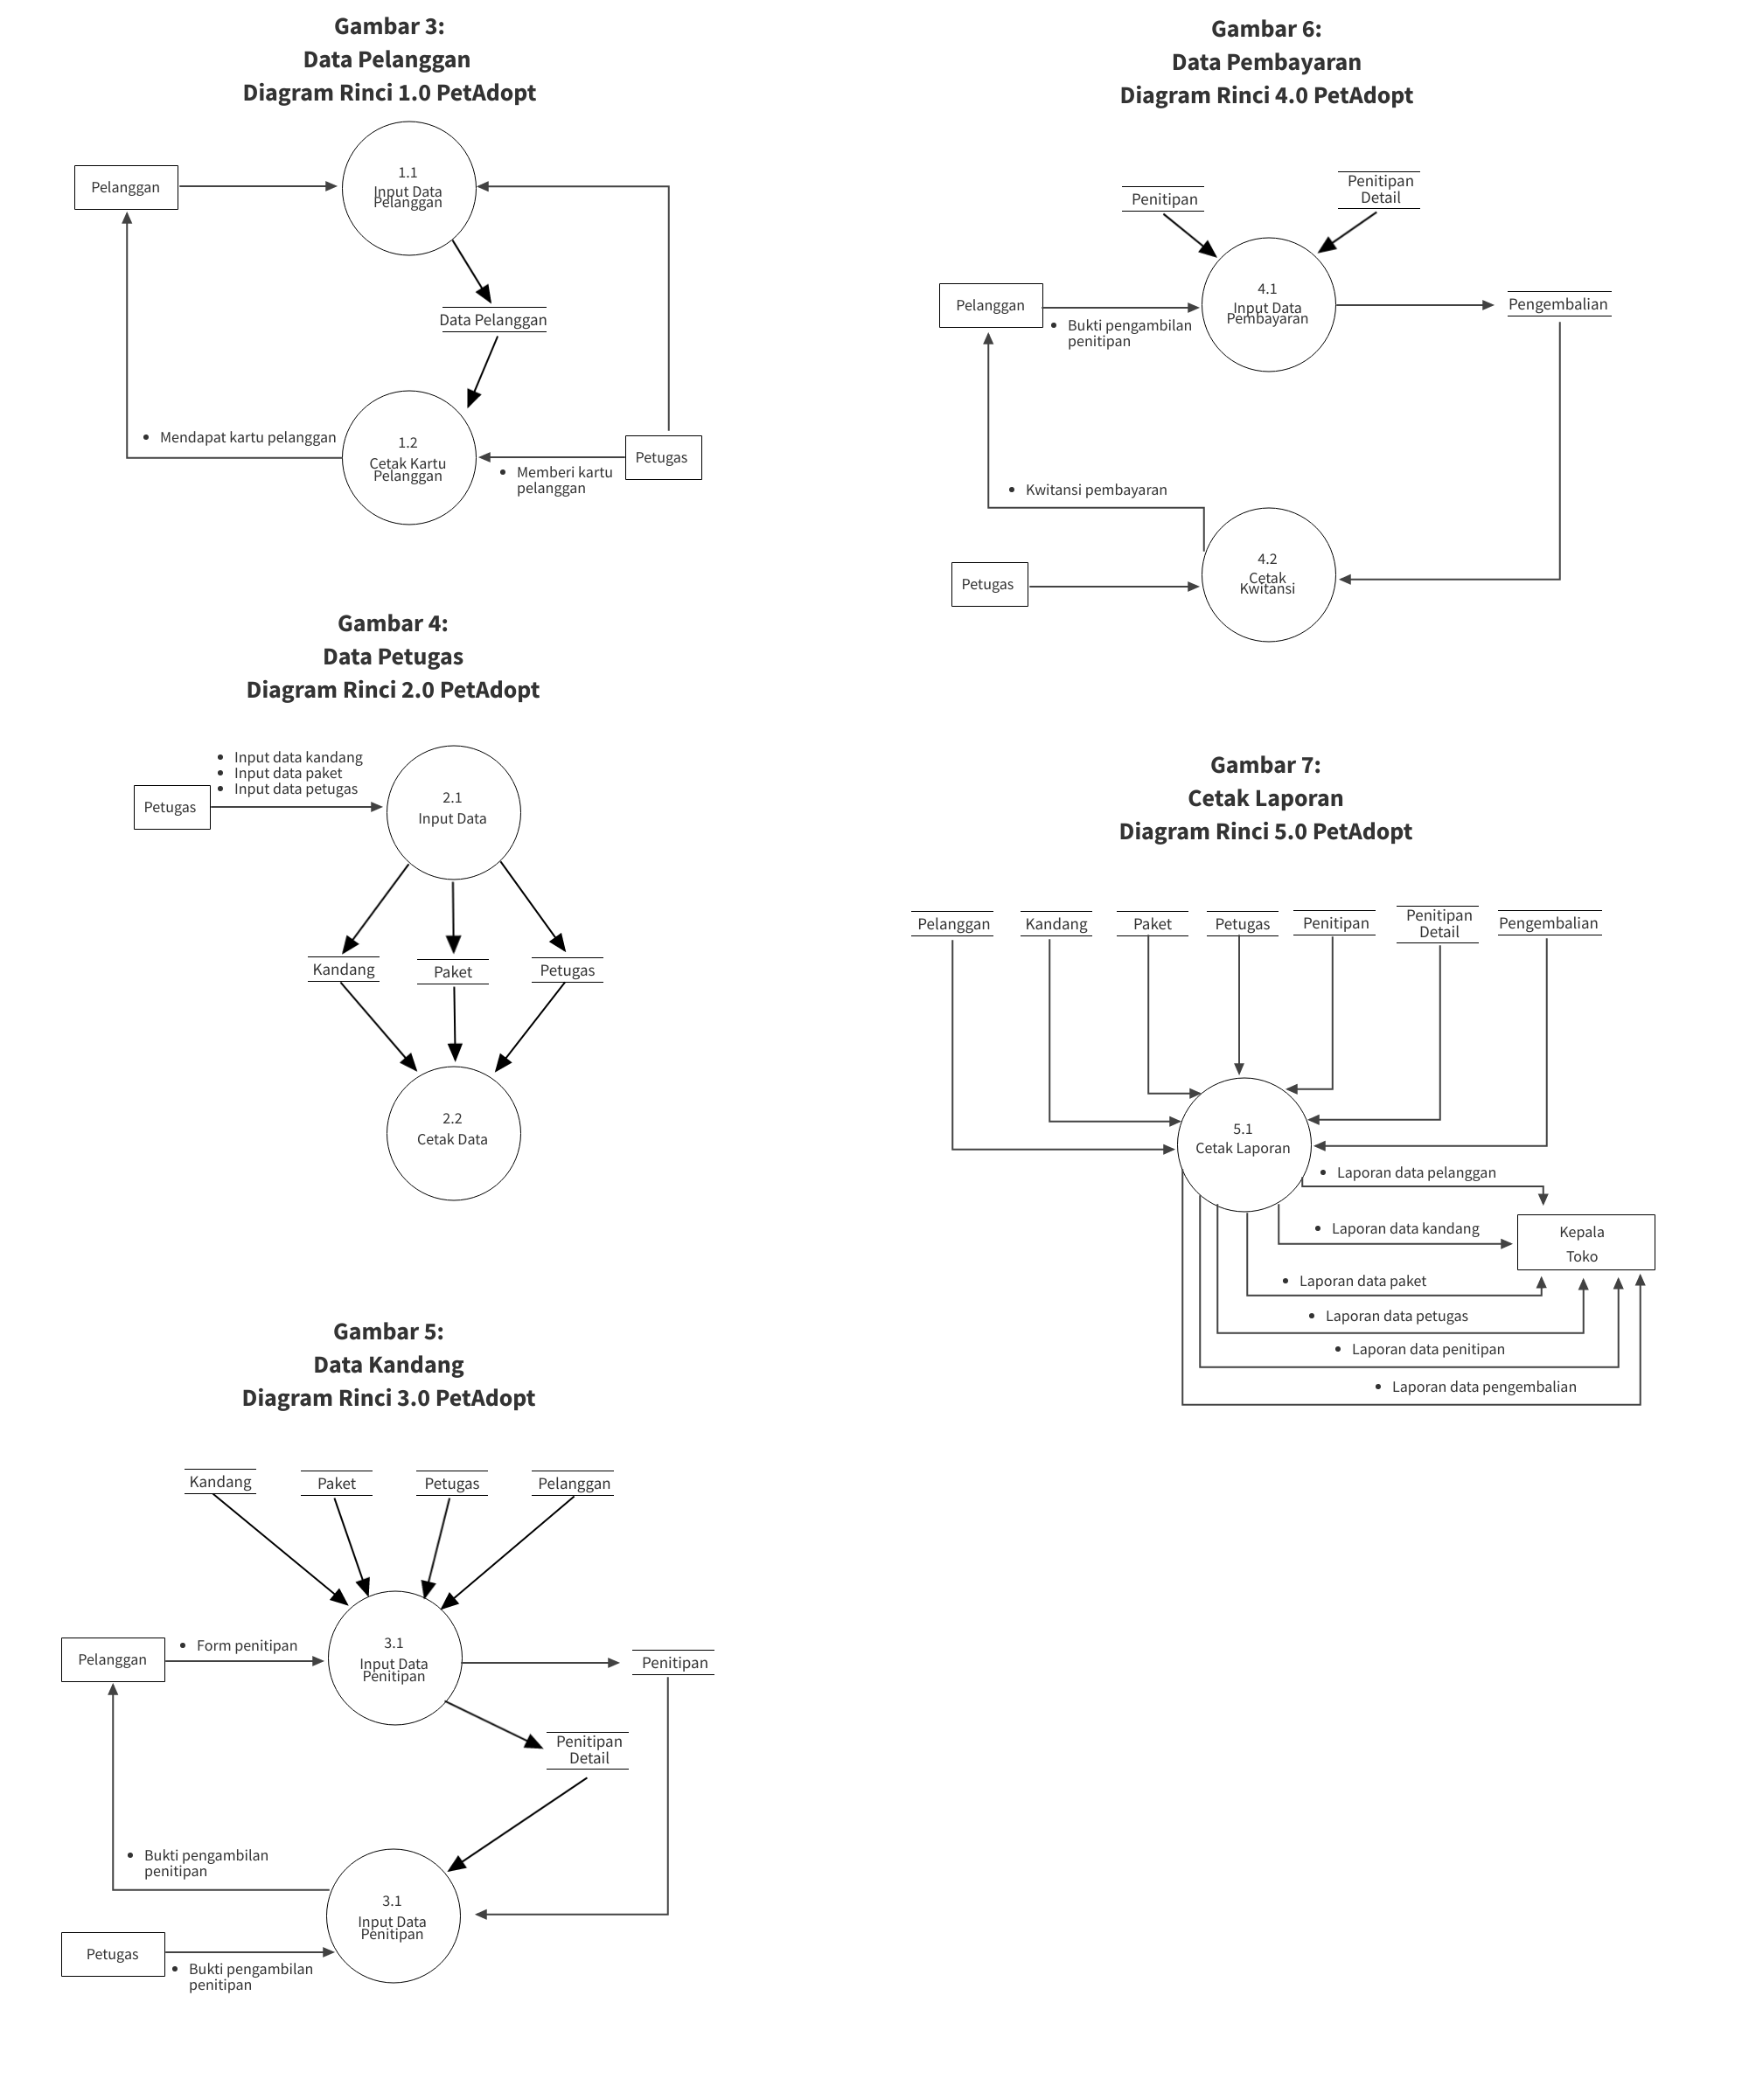 Gambar 3:
Data Pelanggan
Diagram Rinci 1.0 PetAdopt
Pelanggan
1.1
Input Data
Pelanggan
Data Pelanggan
• Mendapat kartu pelanggan
1.2
Cetak Kartu
Pelanggan
• Memberi kartu
pelanggan
Petugas
Gambar 4:
Data Petugas
Diagram Rinci 2.0 PetAdopt
• Input data kandang
• Input data paket
• Input data petugas
Petugas
2.1
Input Data
Kandang
Paket
Petugas
2.2
Cetak Data
Gambar 5:
Data Kandang
Diagram Rinci 3.0 PetAdopt
Kandang
Paket
Petugas
Pelanggan
Pelanggan
• Form penitipan
3.1
Input Data
Penitipan
Penitipan
Penitipan
Detail
• Bukti pengambilan
penitipan
3.1
Input Data
Penitipan
Petugas
• Bukti pengambilan
penitipan
Gambar 6:
Data Pembayaran
Diagram Rinci 4.0 PetAdopt
Penitipan
Penitipan
Detail
Pelanggan
• Bukti pengambilan
penitipan
4.1
Input Data
Pembayaran
Pengembalian
• Kwitansi pembayaran
Petugas
4.2
Cetak
Kwitansi
Gambar 7:
Cetak Laporan
Diagram Rinci 5.0 PetAdopt
Pelanggan
Kandang
Paket
Petugas
Penitipan
Penitipan
Detail
Pengembalian
5.1
Cetak Laporan
• Laporan data pelanggan
• Laporan data kandang
Kepala
Toko
• Laporan data paket
• Laporan data petugas
• Laporan data penitipan
• Laporan data pengembalian